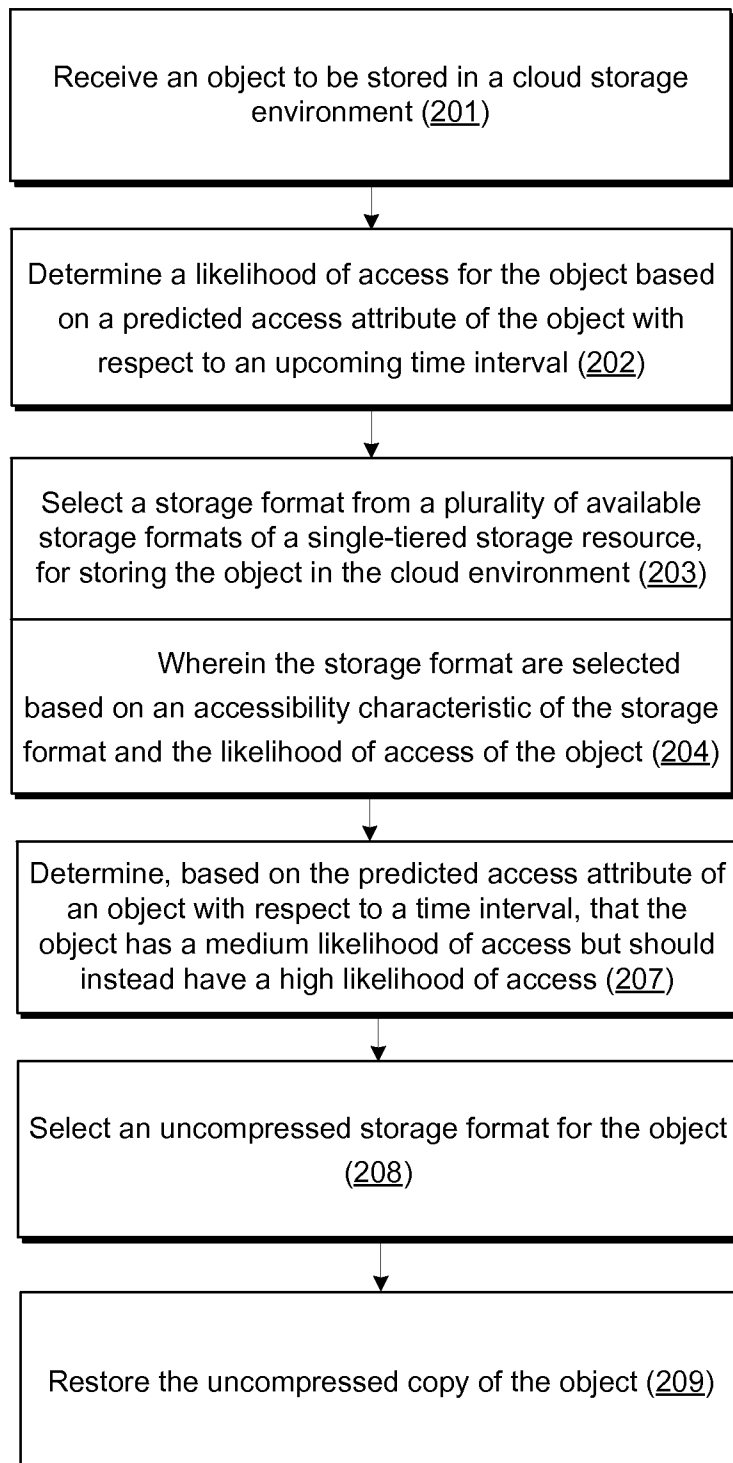 Receive an object to be stored in a cloud storage
environment (201)
Determine a likelihood of access for the object based
on a predicted access attribute of the object with
respect to an upcoming time interval (202)
Select a storage format from a plurality of available
storage formats of a single-tiered storage resource,
for storing the object in the cloud environment (203)
Wherein the storage format are selected
based on an accessibility characteristic of the storage
format and the likelihood of access of the object (204)
Determine, based on the predicted access attribute of
an object with respect to a time interval, that the
object has a medium likelihood of access but should
instead have a high likelihood of access (207)
Select an uncompressed storage format for the object
(208)
Restore the uncompressed copy of the object (209)